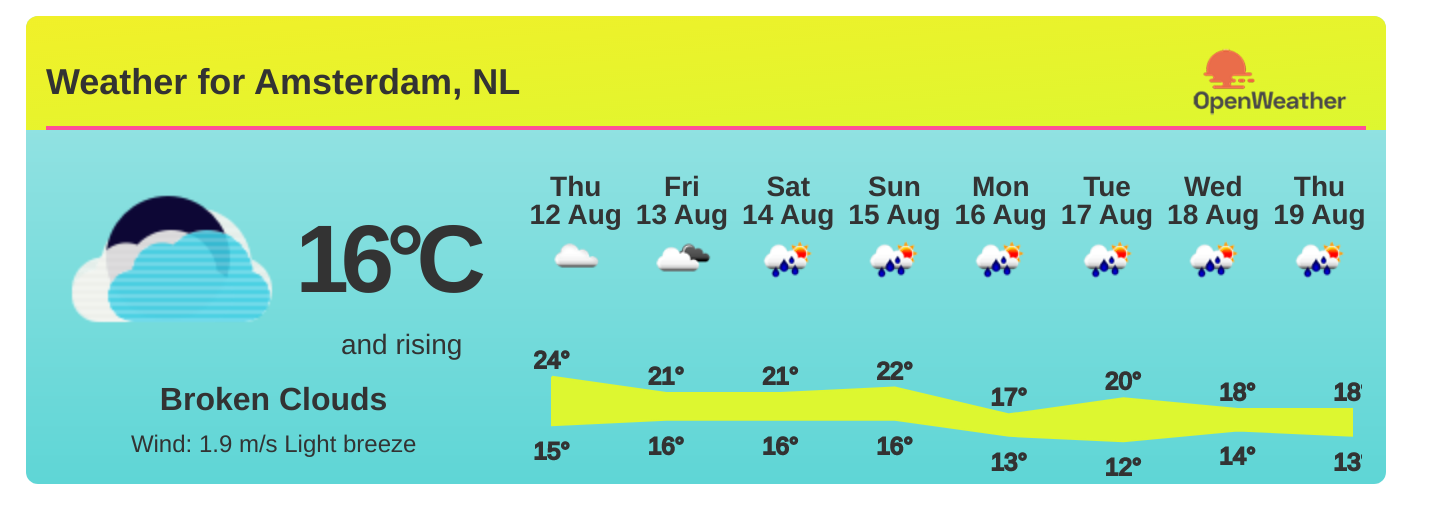 Weather for Amsterdam, NL
OpenWeather
16°C
and rising
Broken Clouds
Wind: 1.9 m/s Light breeze
Thu Fri Sat Sun Mon Tue Wed Thu
12 Aug 13 Aug 14 Aug 15 Aug 16 Aug 17 Aug 18 Aug 19 Aug
24° 21° 21° 22° 17° 20° 18° 18°
15° 16° 16° 16° 13° 12° 14° 13°